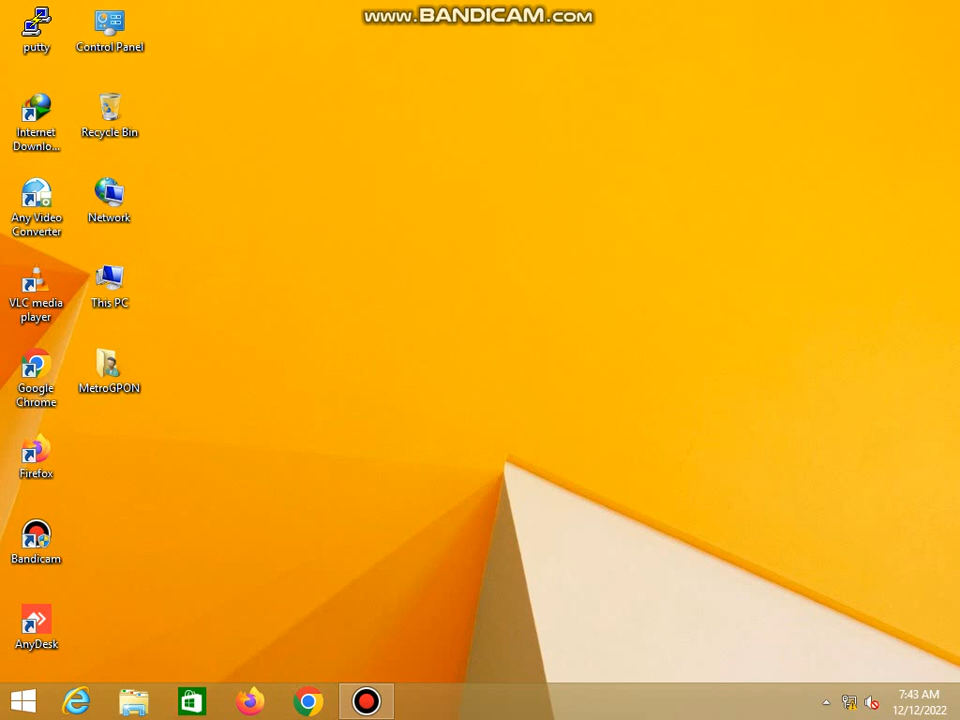 www.BANDICAM.com
putty
Control Panel
Internet
Downlo...
Recycle Bin
Any Video
Converter
Network
VLC media
player
This PC
Google
Chrome
MetroGPON
Firefox
Bandicam
AnyDesk
7:43 AM
12/12/2022